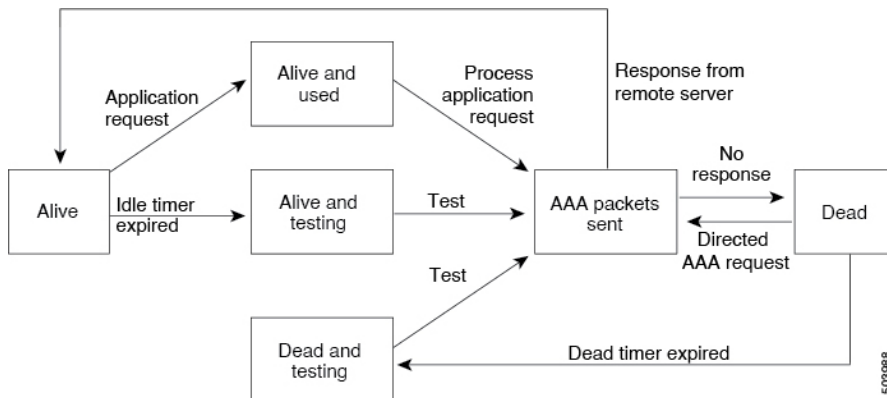 Alive and
used
Process
application
request
Response from
remote server
Application
request
No
response
Alive
Idle timer
expired
Alive and
testing
Test
AAA packets
sent
Dead
Directed
AAA request
Test
Dead and
testing
Dead timer expired
503988